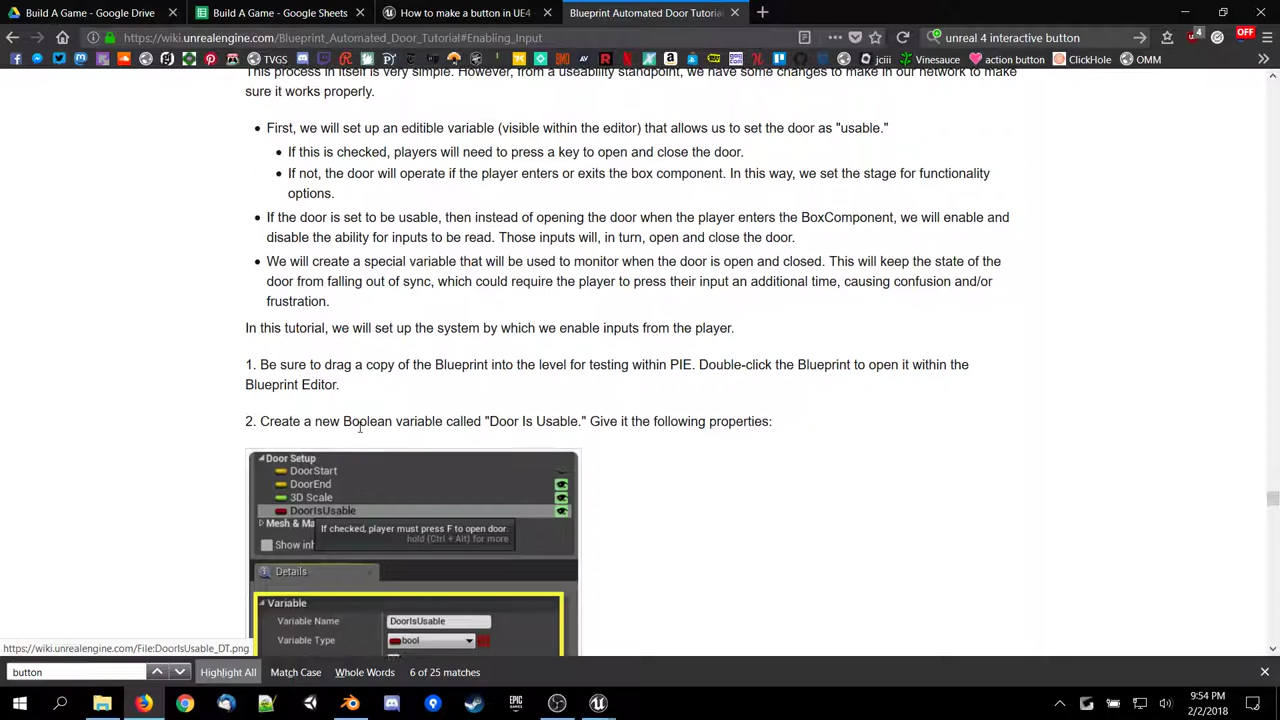 Build A Game - Google Drive
Build A Game - Google Sheets
How to make a button in UE4
Blueprint Automated Door Tutorial
https://wiki.unrealengine.com/Blueprint_Automated_Door_Tutorial#Enabling_Input
unreal 4 interactive button
4
OFF
TVGS
jciii
Vinesauce
action button
ClickHole
OMM
This process in itself is very simple. However, from a useability standpoint, we have some changes to make in our network to make
sure it works properly.
First, we will set up an editible variable (visible within the editor) that allows us to set the door as "usable."
If this is checked, players will need to press a key to open and close the door.
If not, the door will operate if the player enters or exits the box component. In this way, we set the stage for functionality
options.
If the door is set to be usable, then instead of opening the door when the player enters the BoxComponent, we will enable and
disable the ability for inputs to be read. Those inputs will, in turn, open and close the door.
We will create a special variable that will be used to monitor when the door is open and closed. This will keep the state of the
door from falling out of sync, which could require the player to press their input an additional time, causing confusion and/or
frustration.
In this tutorial, we will set up the system by which we enable inputs from the player.
1. Be sure to drag a copy of the Blueprint into the level for testing within PIE. Double-click the Blueprint to open it within the
Blueprint Editor.
2. Create a new Boolean variable called "Door Is Usable." Give it the following properties:
Door Setup
DoorStart
DoorEnd
3D Scale
DoorIsUsable
Mesh & Ma
If checked, player must press F to open door.
hold (Ctrl + Alt) for more
Show inh
Details
Variable
Variable Name DoorIsUsable
Variable Type bool
https://wiki.unrealengine.com/File:DoorIsUsable_DT.png
button
Highlight All
Match Case
Whole Words
6 of 25 matches
9:54 PM
2/2/2018